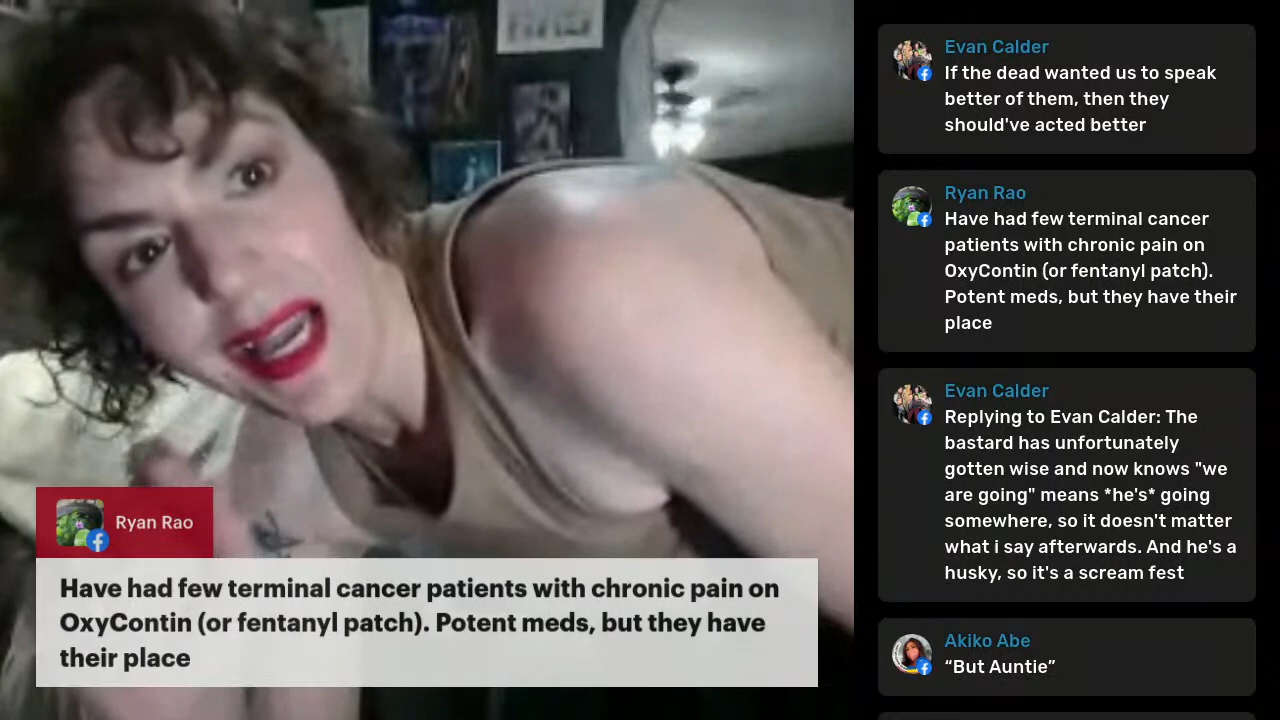 Ryan Rao
Have had few terminal cancer patients with chronic pain on
OxyContin (or fentanyl patch). Potent meds, but they have
their place
Evan Calder
If the dead wanted us to speak
better of them, then they
should've acted better
Ryan Rao
Have had few terminal cancer
patients with chronic pain on
OxyContin (or fentanyl patch).
Potent meds, but they have their
place
Evan Calder
Replying to Evan Calder: The
bastard has unfortunately
gotten wise and now knows "we
are going" means *he's* going
somewhere, so it doesn't matter
what i say afterwards. And he's a
husky, so it's a scream fest
Akiko Abe
“But Auntie”